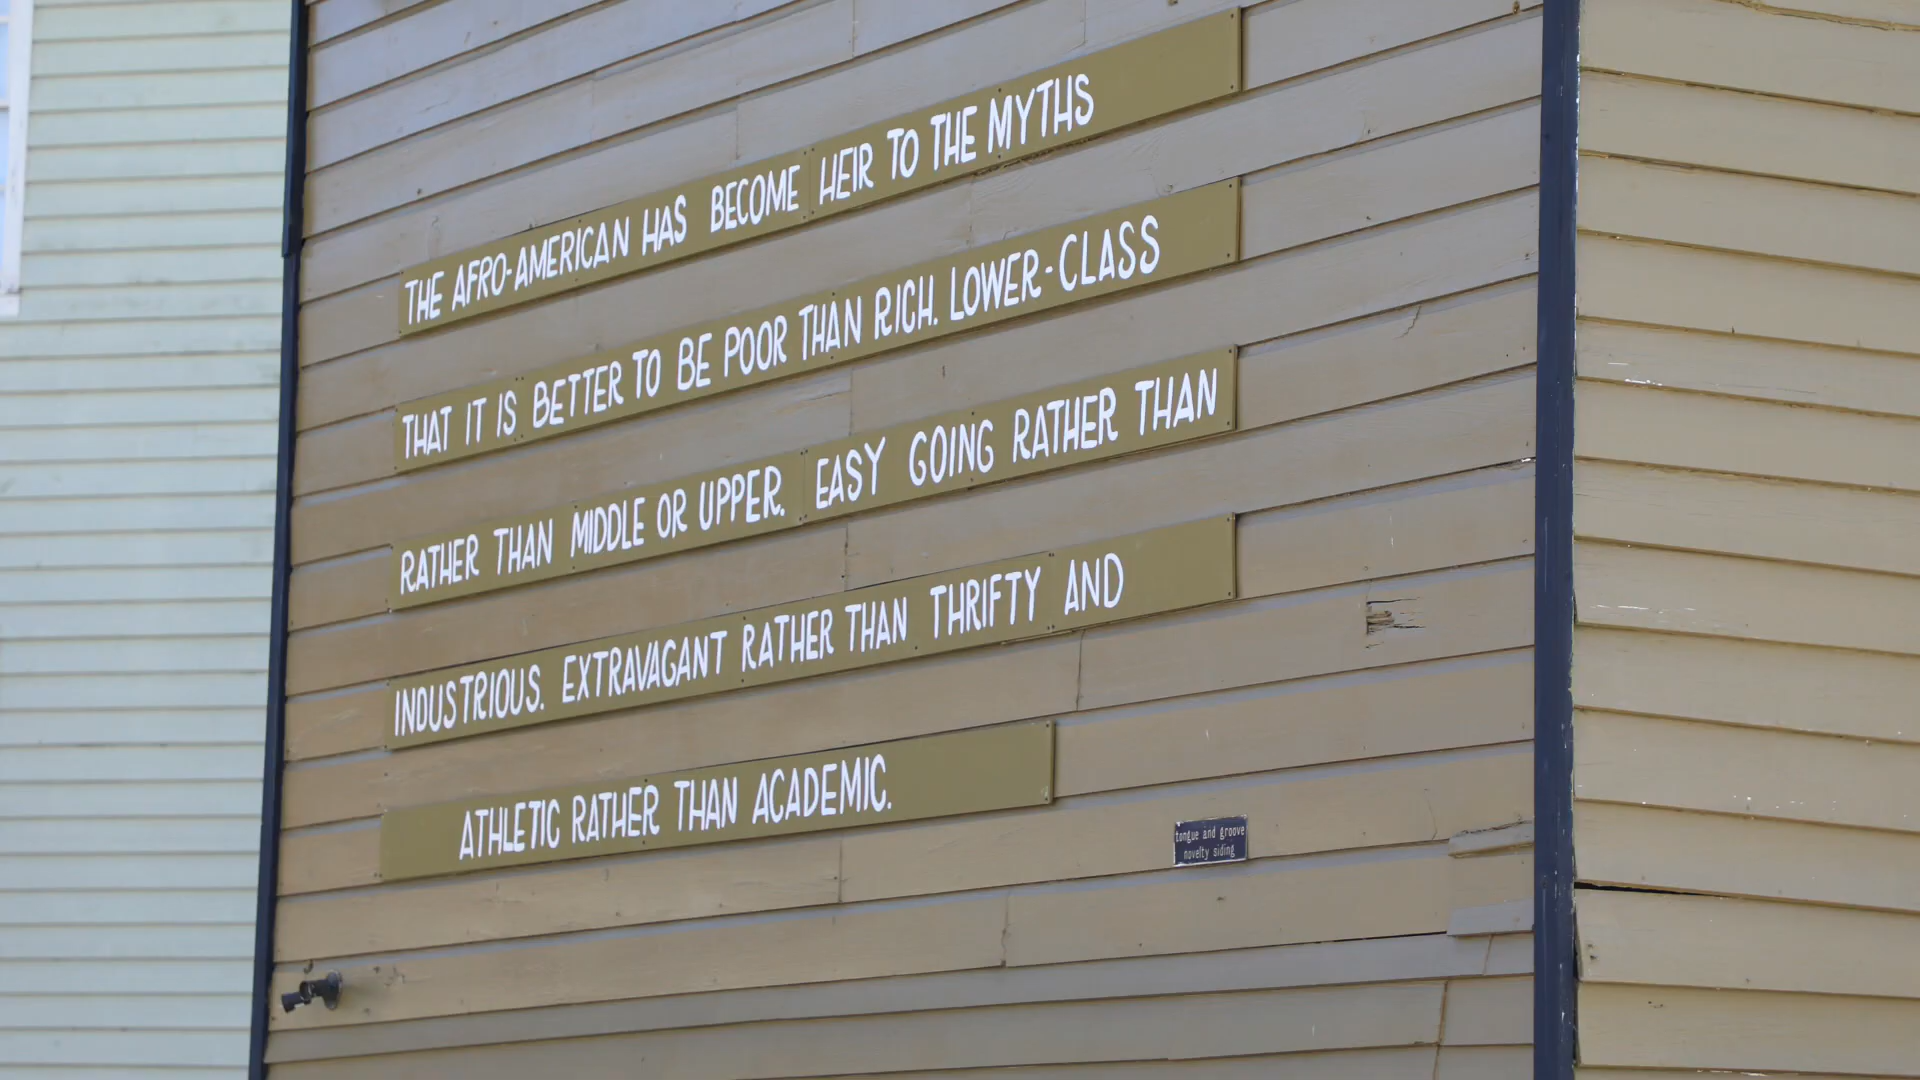 THE AFRO-AMERICAN HAS BECOME HEIR TO THE MYTHS
THAT IT IS BETTER TO BE POOR THAN RICH. LOWER-CLASS
RATHER THAN MIDDLE OR UPPER. EASY GOING RATHER THAN
INDUSTRIOUS. EXTRAVAGANT RATHER THAN THRIFTY AND
ATHLETIC RATHER THAN ACADEMIC.
tongue and groove
novelty siding